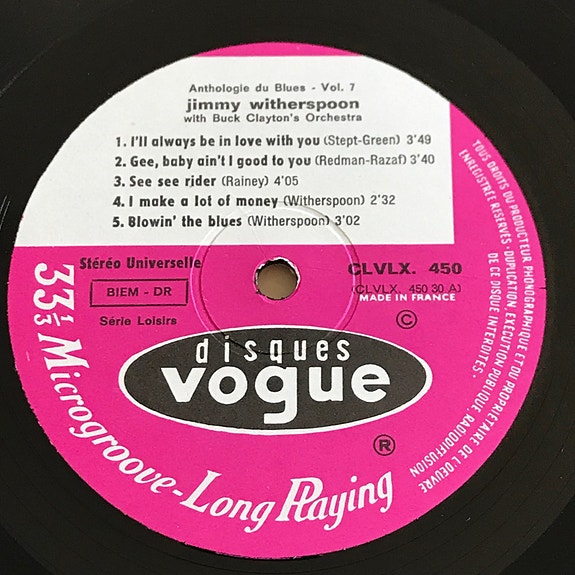 Anthologie du Blues - Vol. 7
jimmy witherspoon
with Buck Clayton's Orchestra
1. I'll always be in love with you (Stept-Green) 3'49
2. Gee, baby ain't I good to you (Redman-Razaf) 3'40
3. See see rider (Rainey) 4'05
4. I make a lot of money (Witherspoon) 2'32
5. Blowin' the blues (Witherspoon) 3'02
Stéréo Universelle
BIEM - DR
Série Loisirs
CLVLX. 450
(CLVLX. 450 30 A)
MADE IN FRANCE
©
disques
vogue
®
33 1/3 Microgroove-Long Playing
TOUS DROITS DU PRODUCTEUR PHONOGRAPHIQUE ET DU PROPRIETAIRE DE L'OEUVRE
ENREGISTREE RESERVES - DUPLICATION, EXECUTION PUBLIQUE RADIODIFFUSION
DE CE DISQUE INTERDITES.